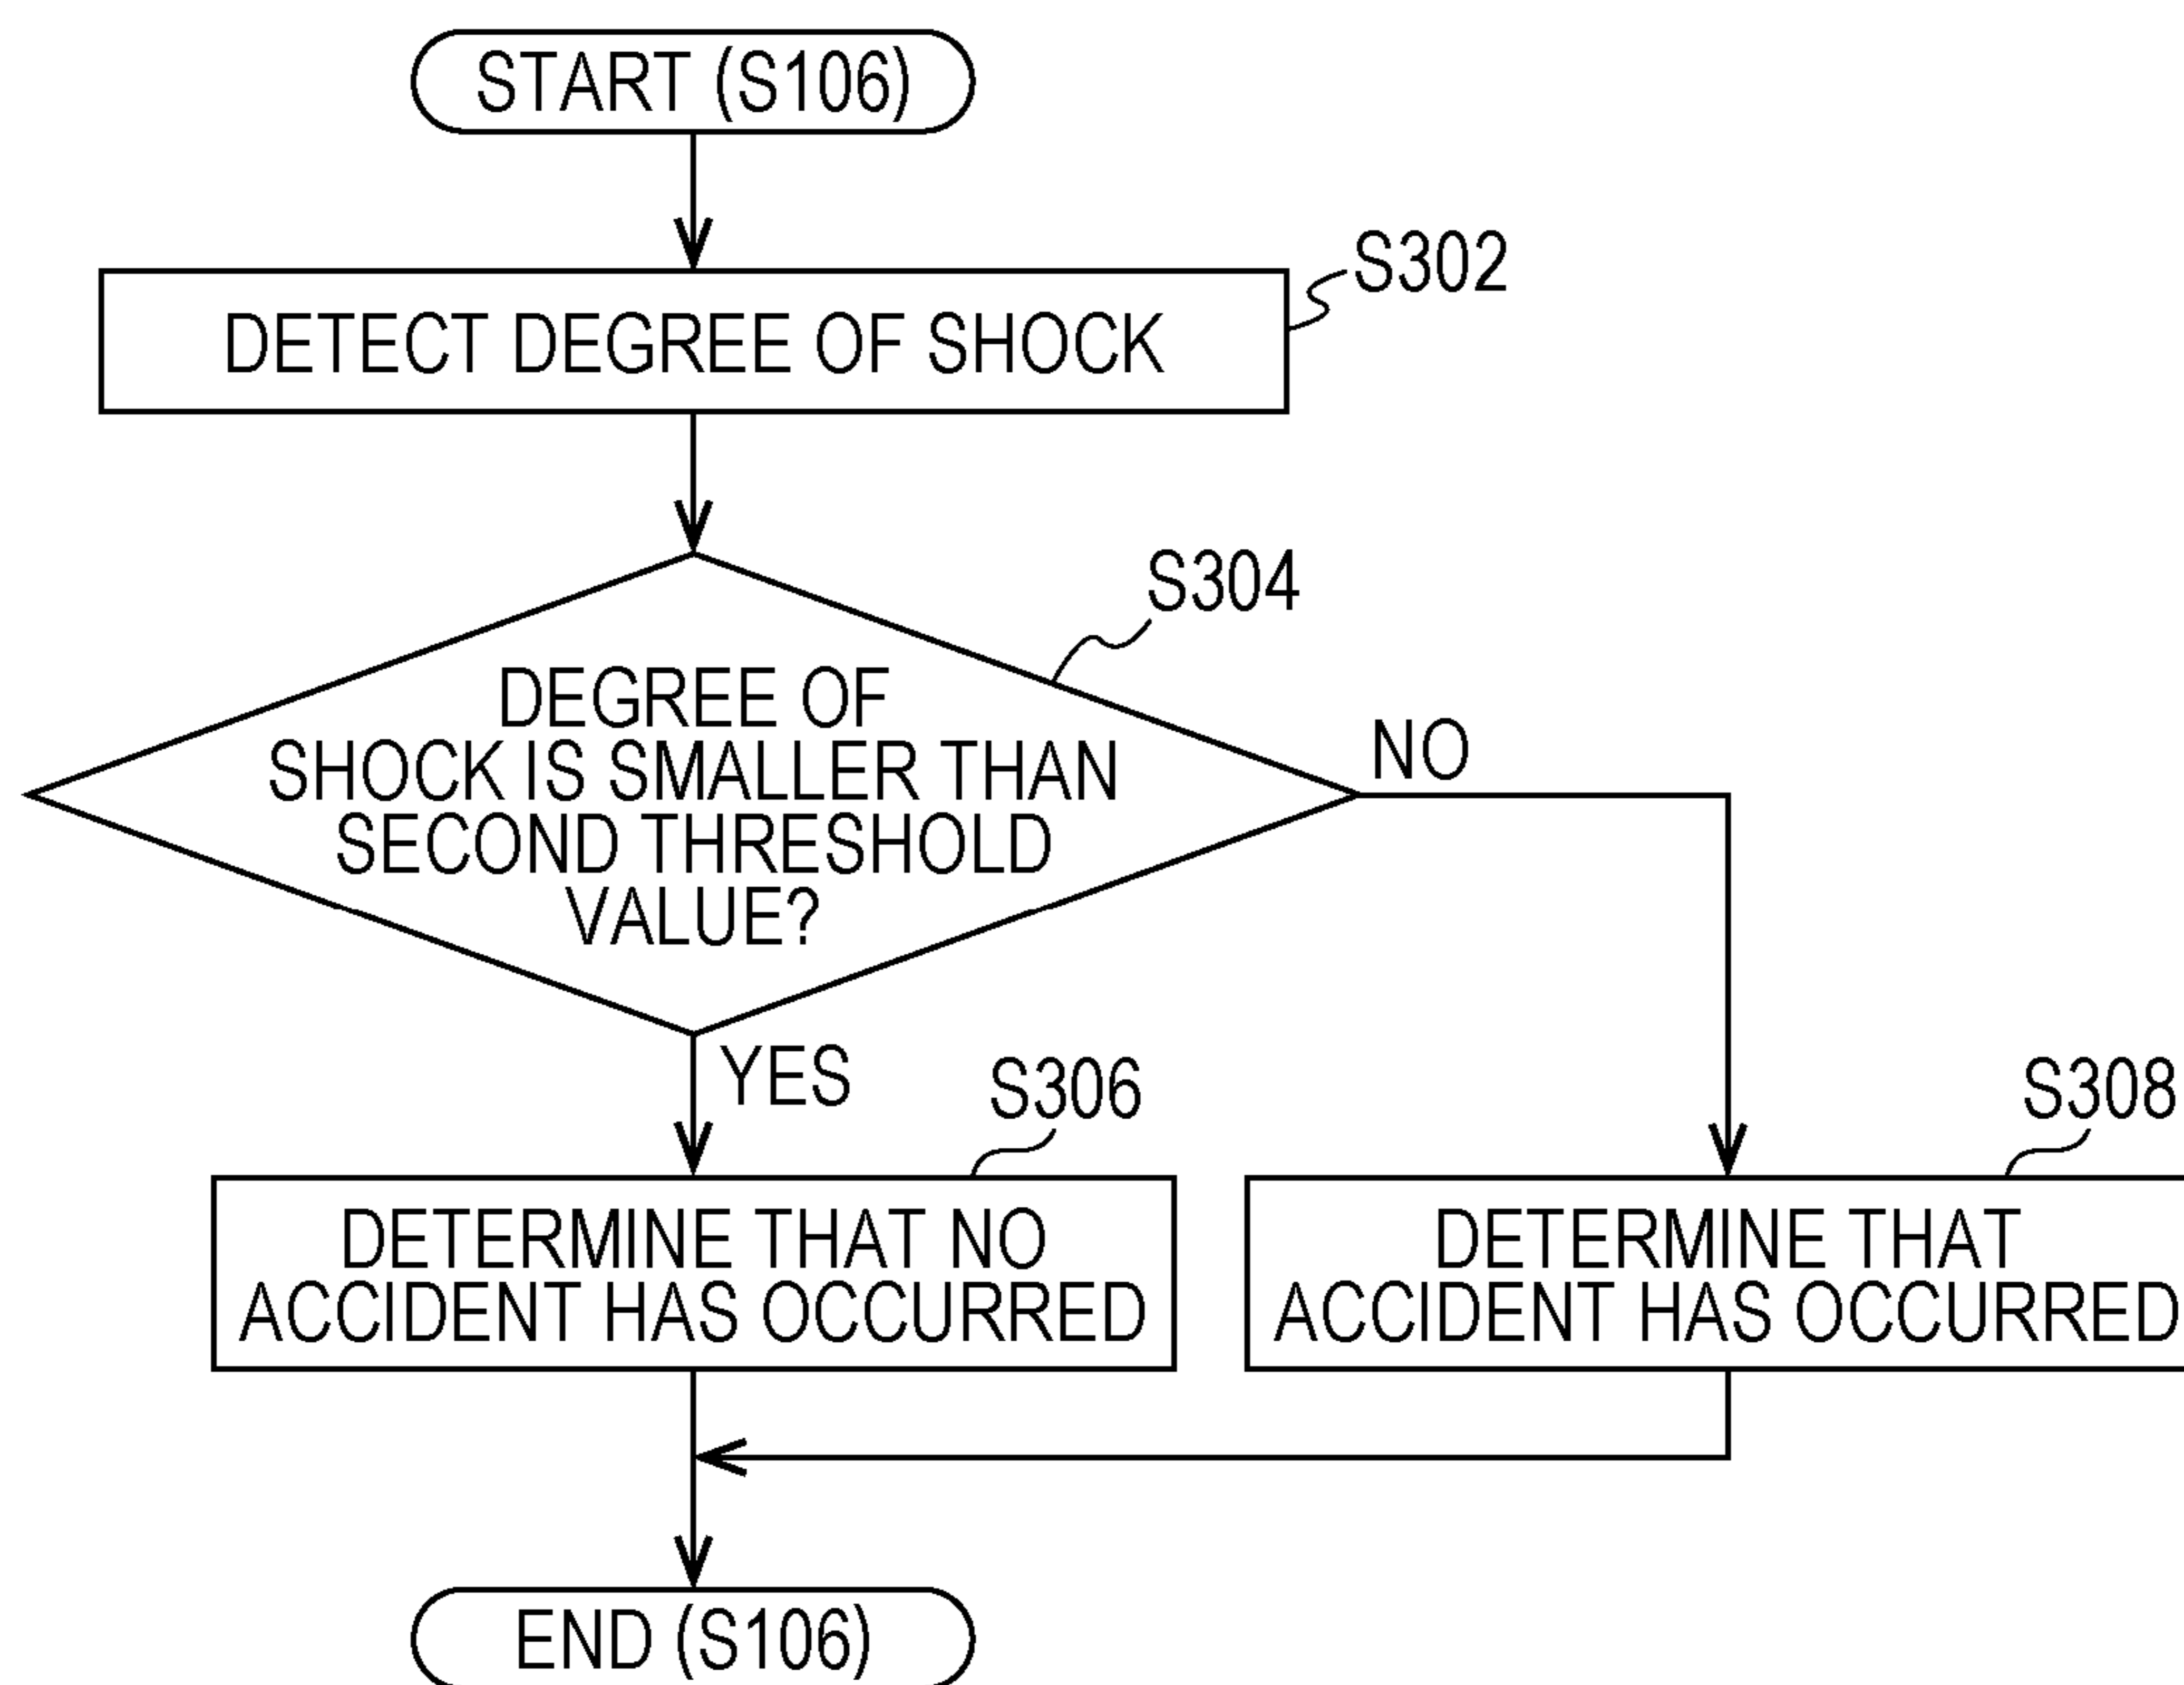 START (S106)
S302
DETECT DEGREE OF SHOCK
S304
DEGREE OF
SHOCK IS SMALLER THAN
SECOND THRESHOLD
VALUE?
NO
YES
S306
S308
DETERMINE THAT NO
ACCIDENT HAS OCCURRED
DETERMINE THAT
ACCIDENT HAS OCCURRED
END (S106)